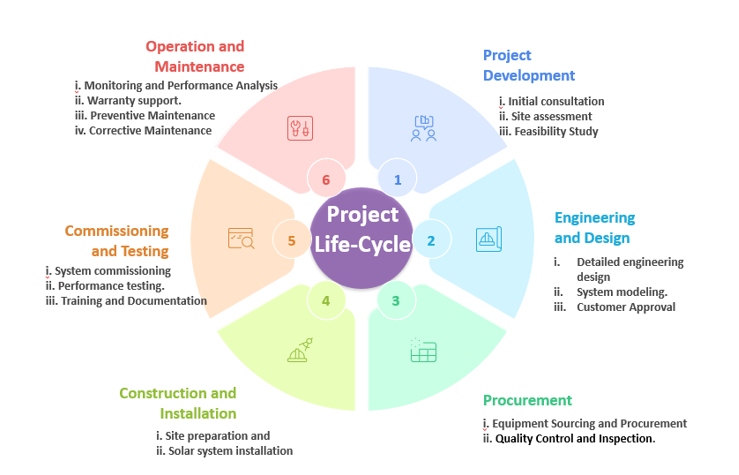 Project
Life-Cycle
1
Project
Development
i. Initial consultation
ii. Site assessment
iii. Feasibility Study
2
Engineering
and Design
i. Detailed engineering
design
ii. System modeling.
iii. Customer Approval
3
Procurement
i. Equipment Sourcing and Procurement
ii. Quality Control and Inspection.
4
Construction and
Installation
i. Site preparation and
ii. Solar system installation
5
Commissioning
and Testing
i. System commissioning
ii. Performance testing.
iii. Training and Documentation
6
Operation and
Maintenance
i. Monitoring and Performance Analysis
ii. Warranty support.
iii. Preventive Maintenance
iv. Corrective Maintenance